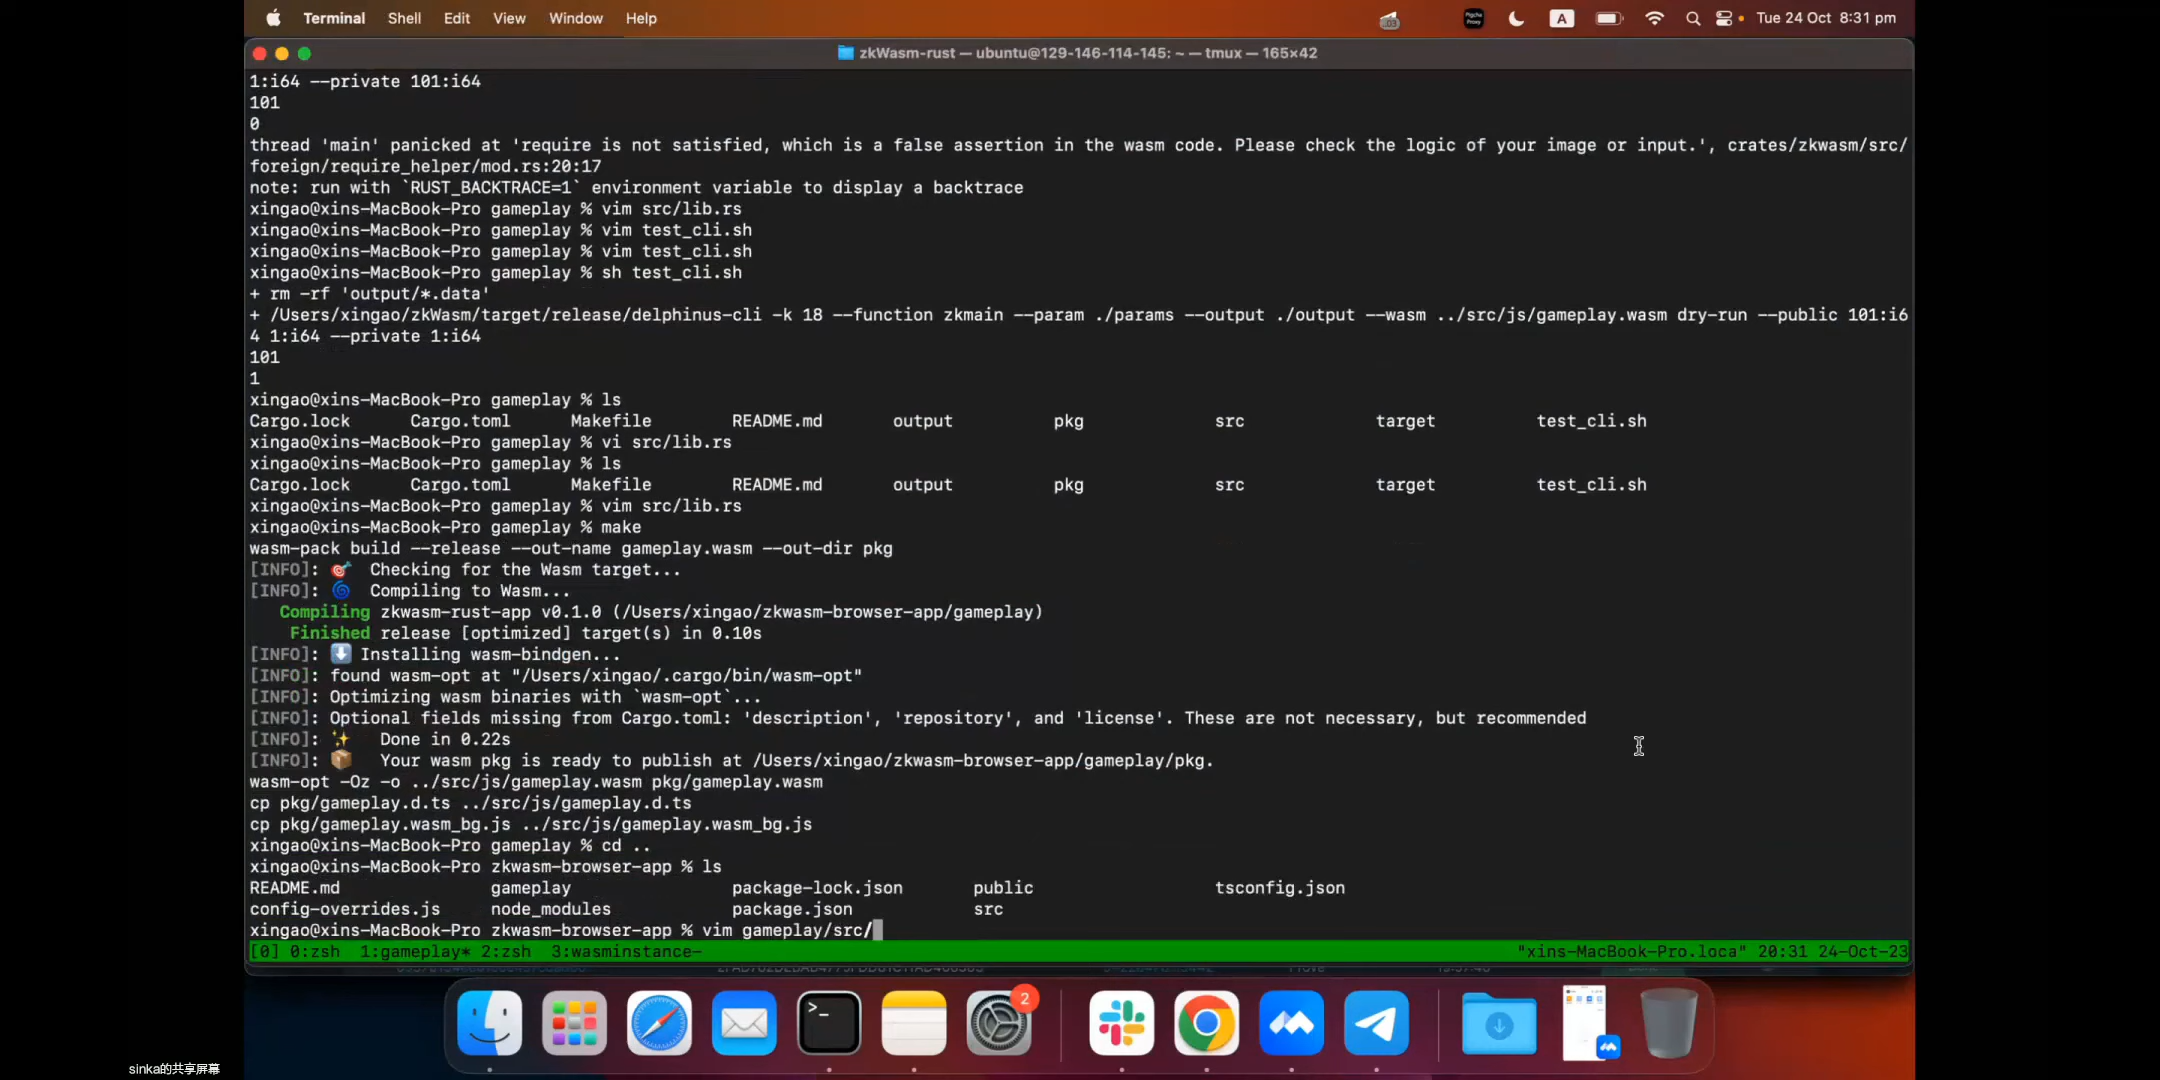 Terminal Shell Edit View Window Help
A
Tue 24 Oct 8:31 pm
zkWasm-rust — ubuntu@129-146-114-145: ~ — tmux — 165×42
1:i64 --private 101:i64
101
0
thread 'main' panicked at 'require is not satisfied, which is a false assertion in the wasm code. Please check the logic of your image or input.', crates/zkwasm/src/
foreign/require_helper/mod.rs:20:17
note: run with `RUST_BACKTRACE=1` environment variable to display a backtrace
xingao@xins-MacBook-Pro gameplay % vim src/lib.rs
xingao@xins-MacBook-Pro gameplay % vim test_cli.sh
xingao@xins-MacBook-Pro gameplay % vim test_cli.sh
xingao@xins-MacBook-Pro gameplay % sh test_cli.sh
+ rm -rf 'output/*.data'
+ /Users/xingao/zkWasm/target/release/delphinus-cli -k 18 --function zkmain --param ./params --output ./output --wasm ../src/js/gameplay.wasm dry-run --public 101:i6
4 1:i64 --private 1:i64
101
1
xingao@xins-MacBook-Pro gameplay % ls
Cargo.lock Cargo.toml Makefile README.md output pkg src target test_cli.sh
xingao@xins-MacBook-Pro gameplay % vi src/lib.rs
xingao@xins-MacBook-Pro gameplay % ls
Cargo.lock Cargo.toml Makefile README.md output pkg src target test_cli.sh
xingao@xins-MacBook-Pro gameplay % vim src/lib.rs
xingao@xins-MacBook-Pro gameplay % make
wasm-pack build --release --out-name gameplay.wasm --out-dir pkg
[INFO]: 🎯 Checking for the Wasm target...
[INFO]: 🌀 Compiling to Wasm...
Compiling zkwasm-rust-app v0.1.0 (/Users/xingao/zkwasm-browser-app/gameplay)
Finished release [optimized] target(s) in 0.10s
[INFO]: ⬇️ Installing wasm-bindgen...
[INFO]: found wasm-opt at "/Users/xingao/.cargo/bin/wasm-opt"
[INFO]: Optimizing wasm binaries with `wasm-opt`...
[INFO]: Optional fields missing from Cargo.toml: 'description', 'repository', and 'license'. These are not necessary, but recommended
[INFO]: ✨ Done in 0.22s
[INFO]: 📦 Your wasm pkg is ready to publish at /Users/xingao/zkwasm-browser-app/gameplay/pkg.
wasm-opt -Oz -o ../src/js/gameplay.wasm pkg/gameplay.wasm
cp pkg/gameplay.d.ts ../src/js/gameplay.d.ts
cp pkg/gameplay.wasm_bg.js ../src/js/gameplay.wasm_bg.js
xingao@xins-MacBook-Pro gameplay % cd ..
xingao@xins-MacBook-Pro zkwasm-browser-app % ls
README.md gameplay package-lock.json public tsconfig.json
config-overrides.js node_modules package.json src
xingao@xins-MacBook-Pro zkwasm-browser-app % vim gameplay/src/
[0] 0:zsh 1:gameplay* 2:zsh 3:wasminstance- "xins-MacBook-Pro.loca" 20:31 24-Oct-23
2
sinka的共享屏幕